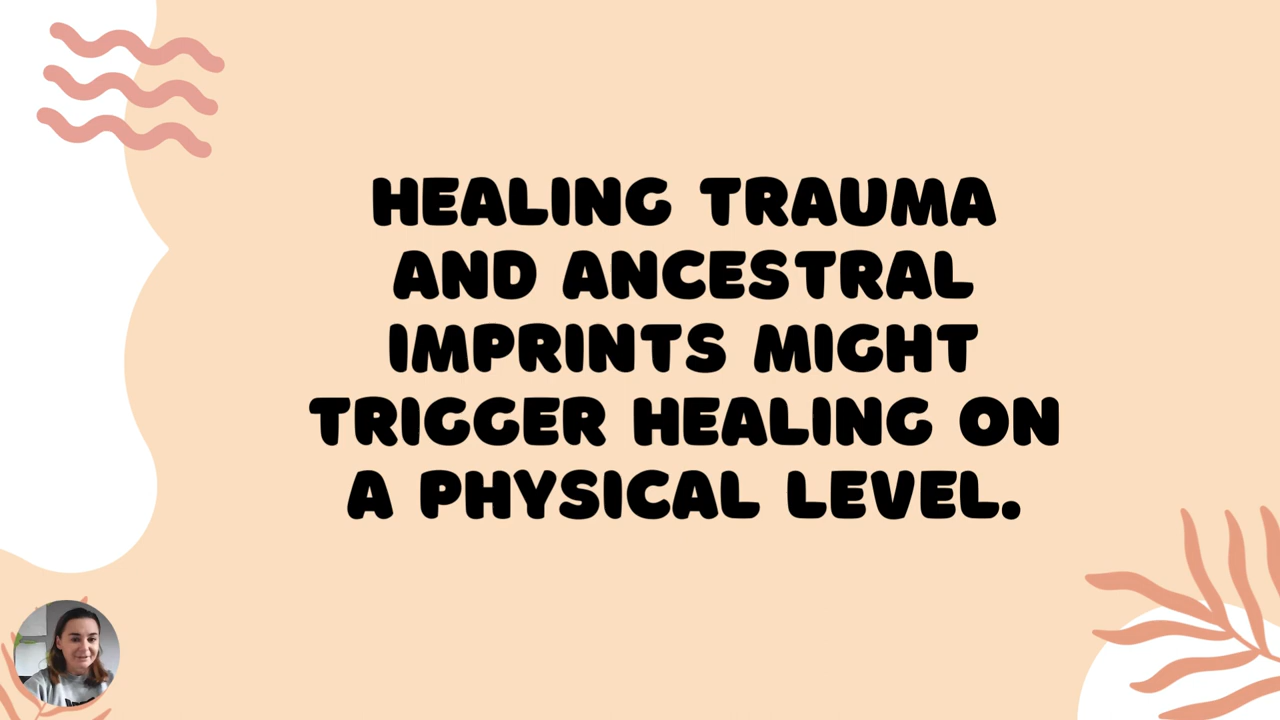 HEALING TRAUMA
AND ANCESTRAL
IMPRINTS MIGHT
TRIGGER HEALING ON
A PHYSICAL LEVEL.